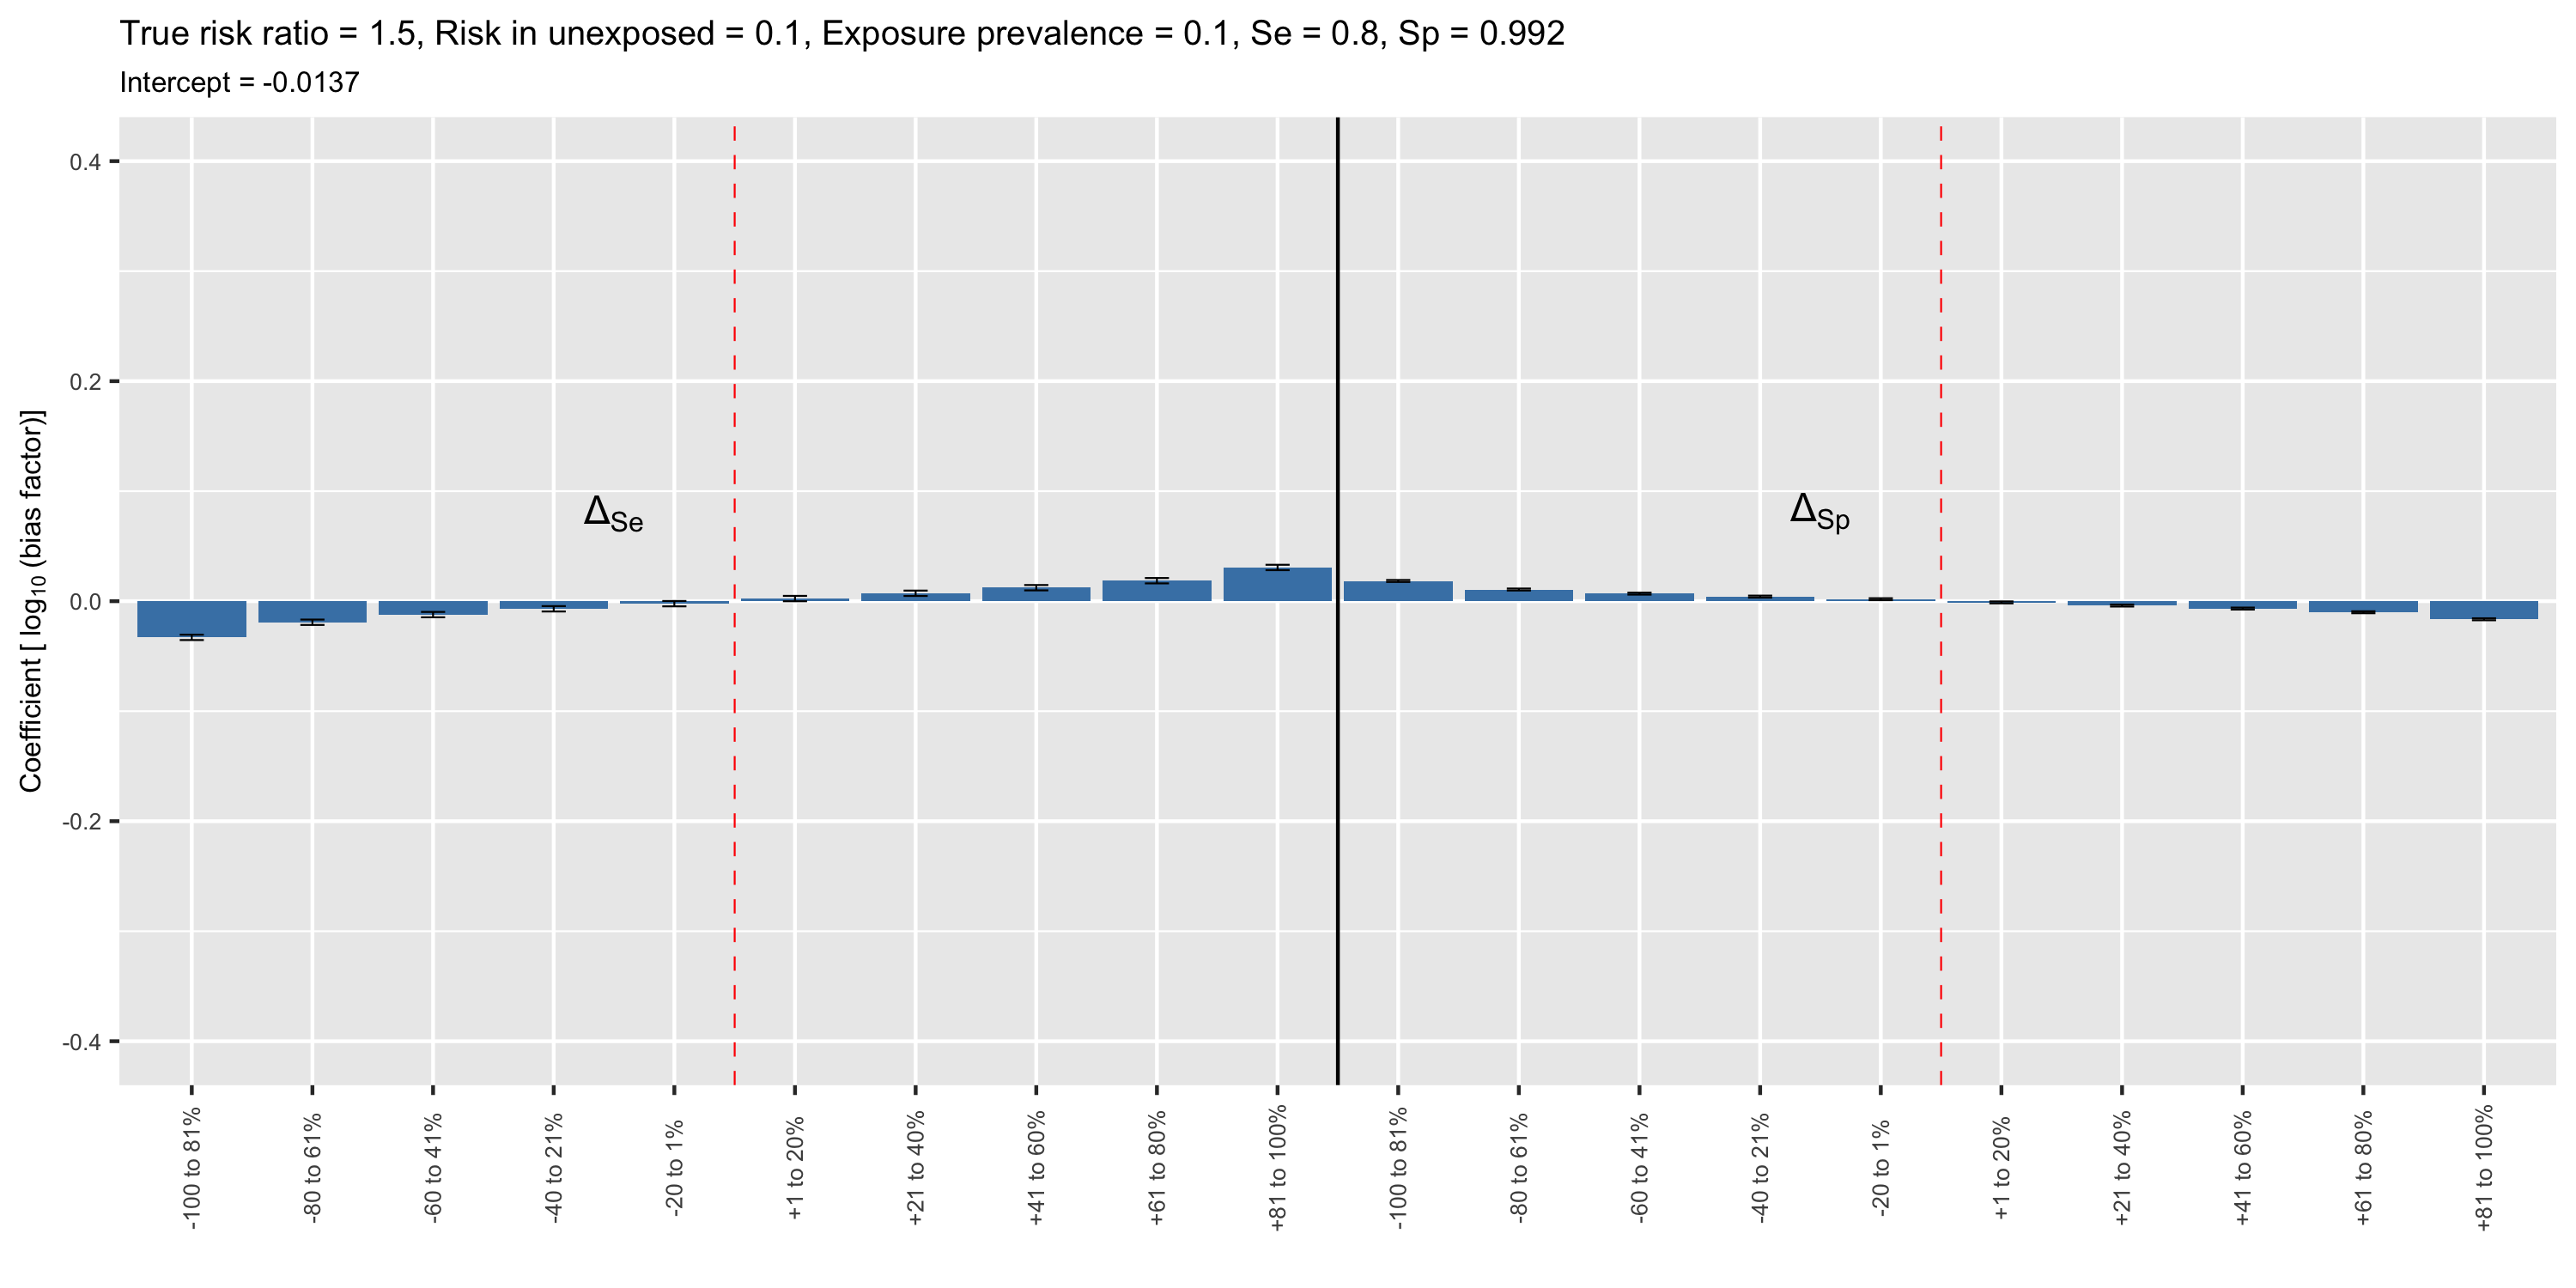 True risk ratio = 1.5, Risk in unexposed = 0.1, Exposure prevalence = 0.1, Se = 0.8, Sp = 0.992
Intercept = -0.0137
Coefficient [ log10 (bias factor)]
0.4
0.2
0.0
-0.2
-0.4
ΔSe
ΔSp
-100 to 81%
-80 to 61%
-60 to 41%
-40 to 21%
-20 to 1%
+1 to 20%
+21 to 40%
+41 to 60%
+61 to 80%
+81 to 100%
-100 to 81%
-80 to 61%
-60 to 41%
-40 to 21%
-20 to 1%
+1 to 20%
+21 to 40%
+41 to 60%
+61 to 80%
+81 to 100%